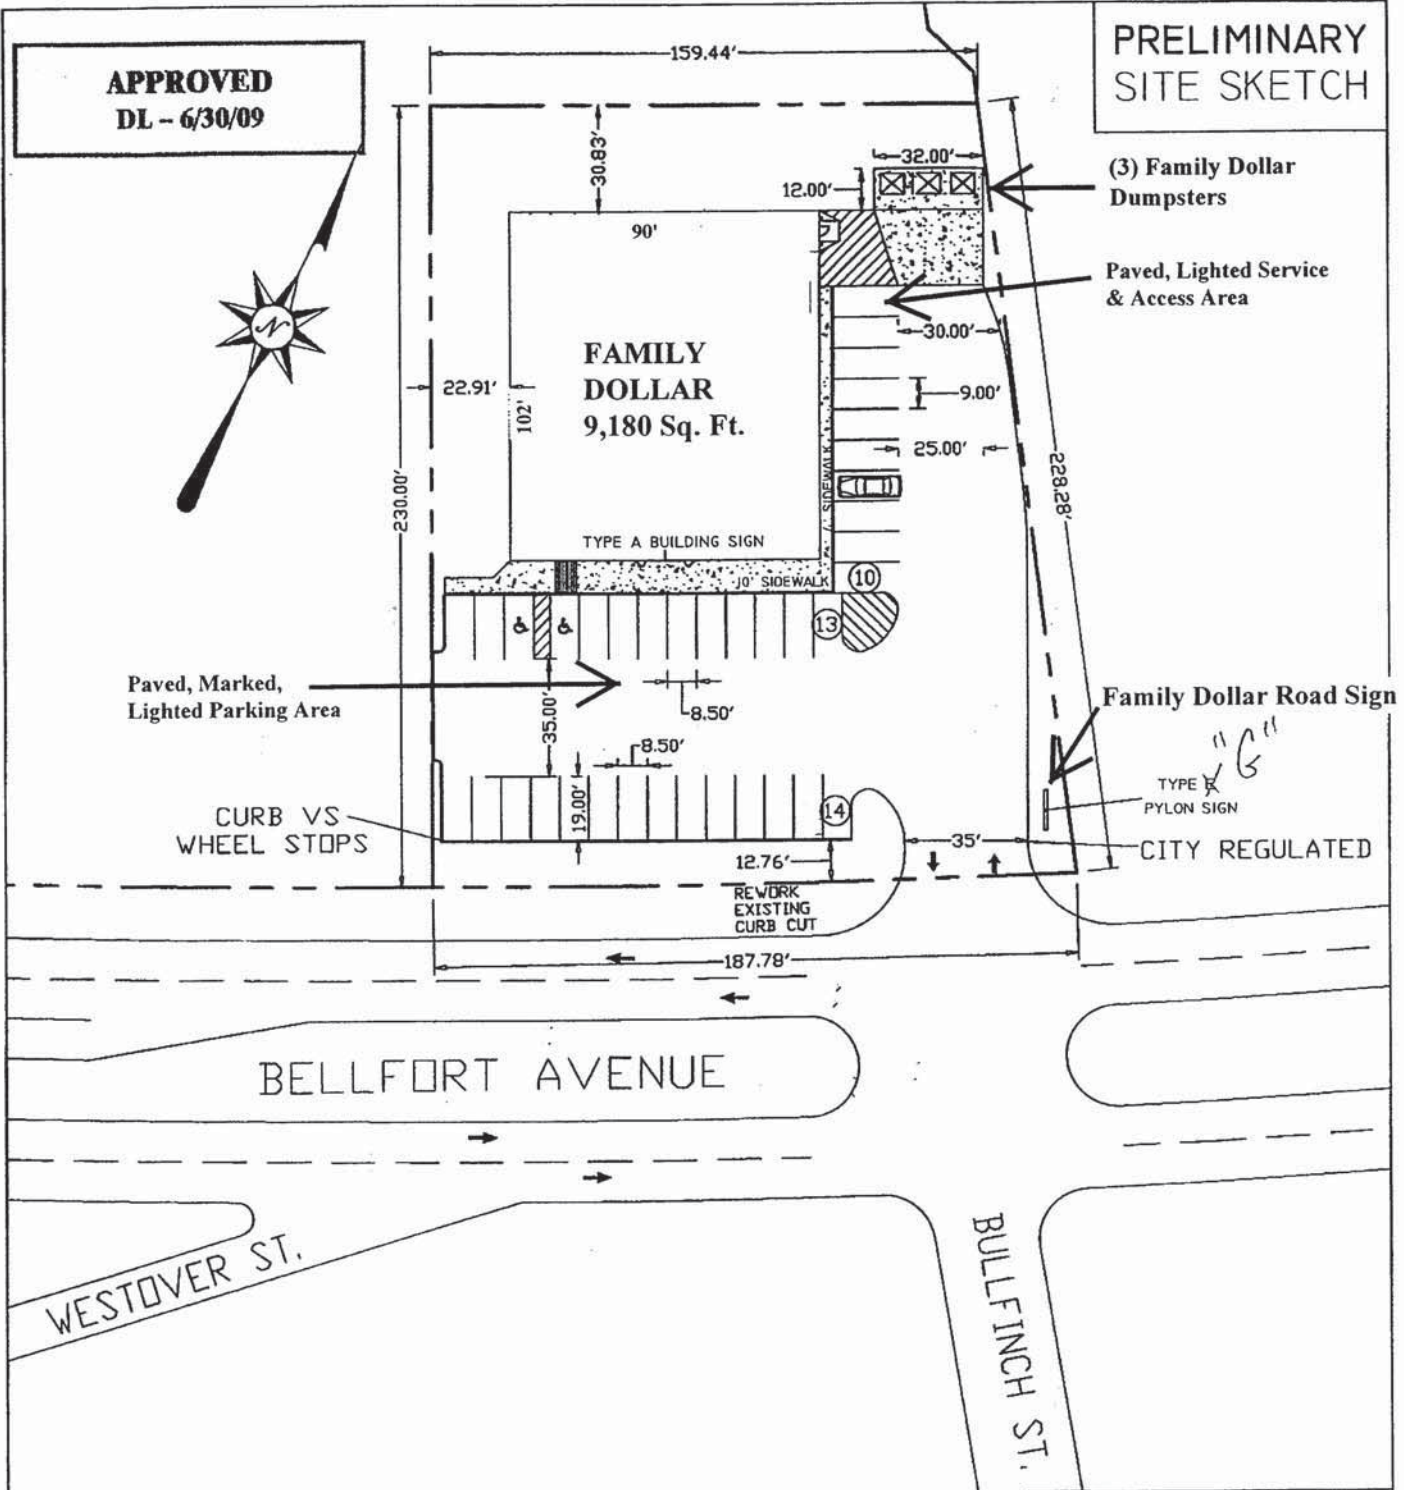 APPROVED
DL – 6/30/09
PRELIMINARY
SITE SKETCH
159.44'
30.83'
32.00'
12.00'
(3) Family Dollar
Dumpsters
90'
Paved, Lighted Service
& Access Area
N
30.00'
FAMILY
DOLLAR
9,180 Sq. Ft.
22.91'
102'
9.00'
25.00'
230.00'
228.28'
SIDEWALK
TYPE A BUILDING SIGN
10' SIDEWALK
10
13
Paved, Marked,
Lighted Parking Area
35.00'
8.50'
8.50'
Family Dollar Road Sign
"G"
TYPE E
PYLON SIGN
19.00'
14
CURB VS
WHEEL STOPS
35'
CITY REGULATED
12.76'
REWORK
EXISTING
CURB CUT
187.78'
BELLFORT AVENUE
WESTOVER ST.
BULLFINCH ST.